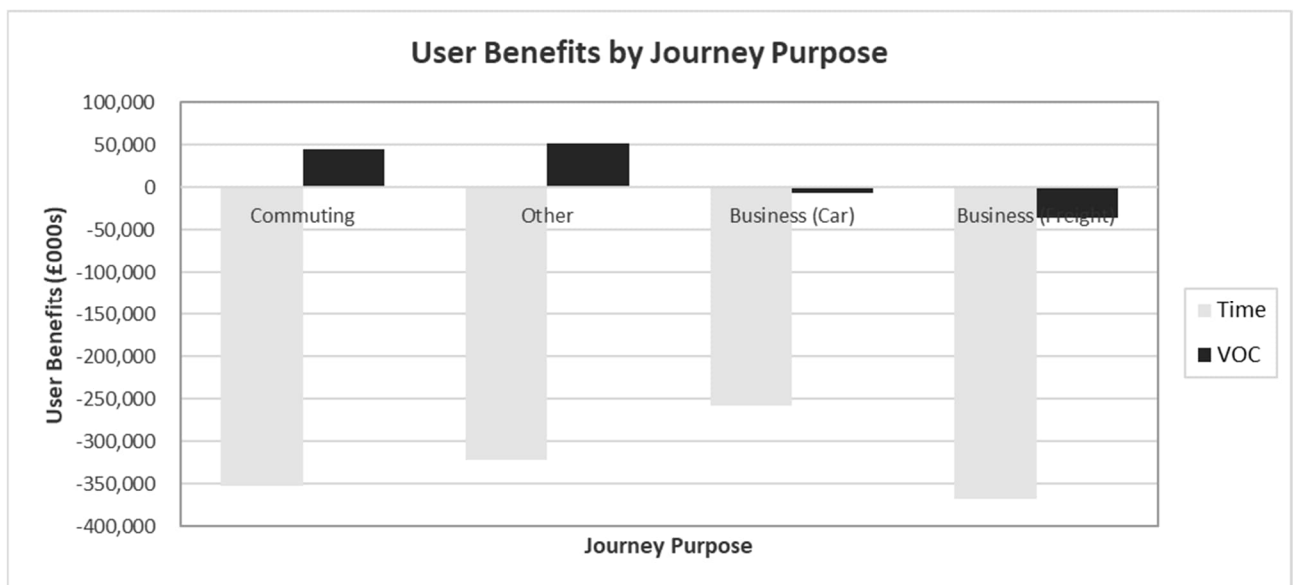 User Benefits by Journey Purpose
100,000
50,000
0
-50,000
-100,000
-150,000
-200,000
-250,000
-300,000
-350,000
-400,000
User Benefits (£000s)
Commuting
Other
Business (Car)
Business (Freight)
Journey Purpose
Time
VOC